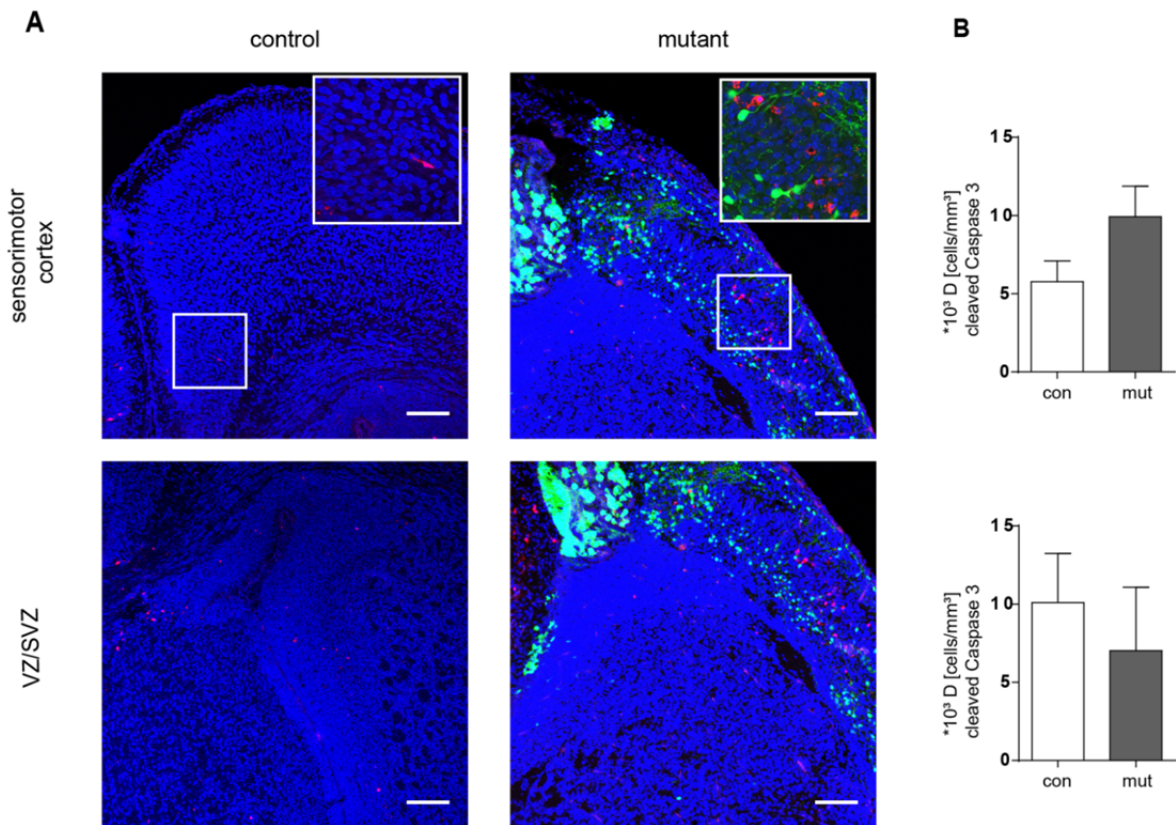 A
control
mutant
B
sensorimotor
cortex
VZ/SVZ
*10³ D [cells/mm³]
cleaved Caspase 3
15
10
5
0
con
mut
*10³ D [cells/mm³]
cleaved Caspase 3
15
10
5
0
con
mut